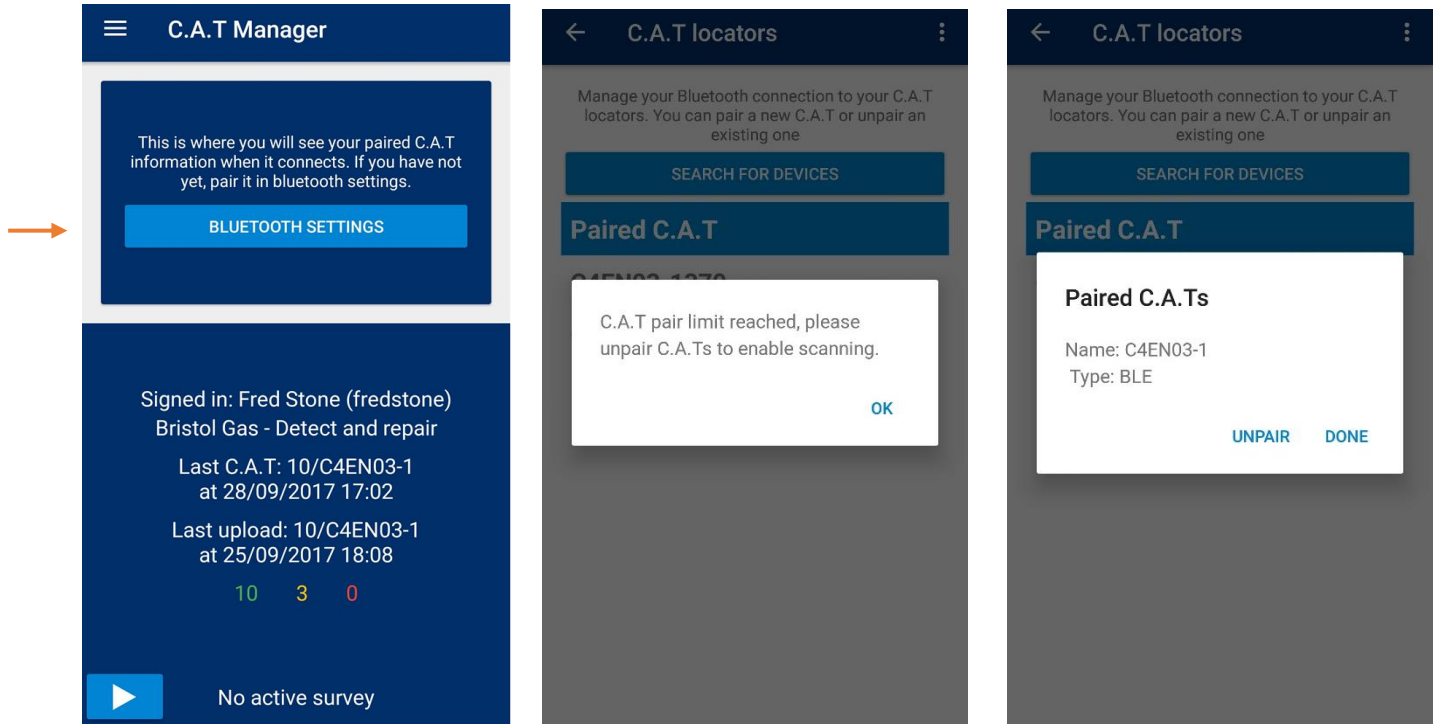 C.A.T Manager
This is where you will see your paired C.A.T
information when it connects. If you have not
yet, pair it in bluetooth settings.
BLUETOOTH SETTINGS
Signed in: Fred Stone (fredstone)
Bristol Gas - Detect and repair
Last C.A.T: 10/C4EN03-1
at 28/09/2017 17:02
Last upload: 10/C4EN03-1
at 25/09/2017 18:08
10 3 0
No active survey
C.A.T locators
Manage your Bluetooth connection to your C.A.T
locators. You can pair a new C.A.T or unpair an
existing one
SEARCH FOR DEVICES
Paired C.A.T
C.A.T pair limit reached, please
unpair C.A.Ts to enable scanning.
OK
C.A.T locators
Manage your Bluetooth connection to your C.A.T
locators. You can pair a new C.A.T or unpair an
existing one
SEARCH FOR DEVICES
Paired C.A.T
Paired C.A.Ts
Name: C4EN03-1
Type: BLE
UNPAIR DONE